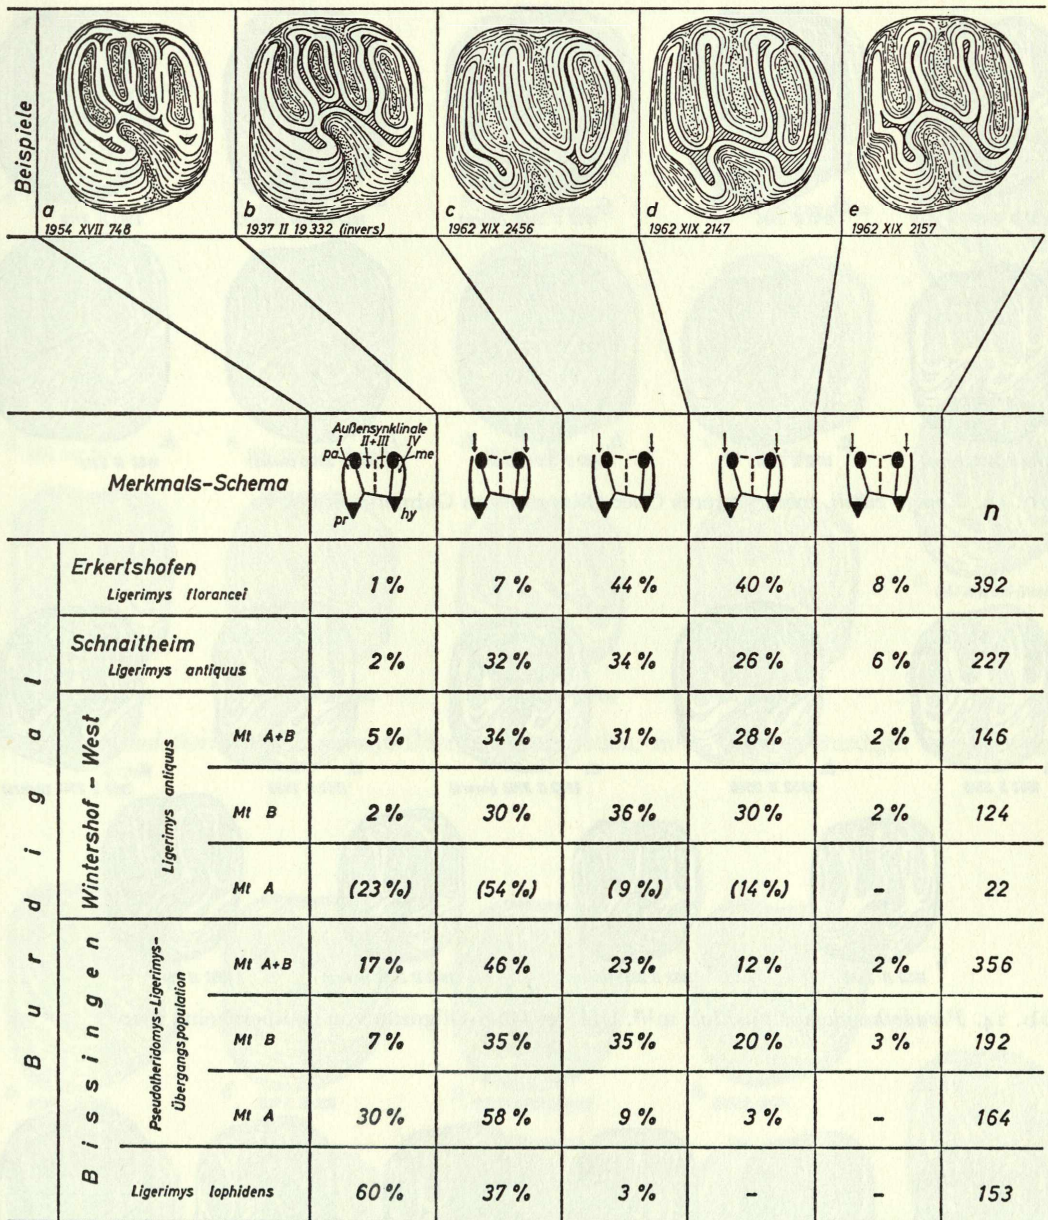 Beispiele
a b c d e
1954 XVII 748 1937 II 19332 (invers) 1962 XIX 2456 1962 XIX 2147 1962 XIX 2157
Außensynklinale
I II+III IV
pa me
Merkmals-Schema
pr hy
n
Burdigal
Erkertshofen
Ligerimys florancei 1% 7% 44% 40% 8% 392
Schnaitheim
Ligerimys antiquus 2% 32% 34% 26% 6% 227
Wintershof-West
Ligerimys antiquus
Mt A+B 5% 34% 31% 28% 2% 146
Mt B 2% 30% 36% 30% 2% 124
Mt A (23%) (54%) (9%) (14%) - 22
Bissingen
Pseudotheridomys-Ligerimys-
Übergangspopulation
Mt A+B 17% 46% 23% 12% 2% 356
Mt B 7% 35% 35% 20% 3% 192
Mt A 30% 58% 9% 3% - 164
Ligerimys lophidens 60% 37% 3% - - 153